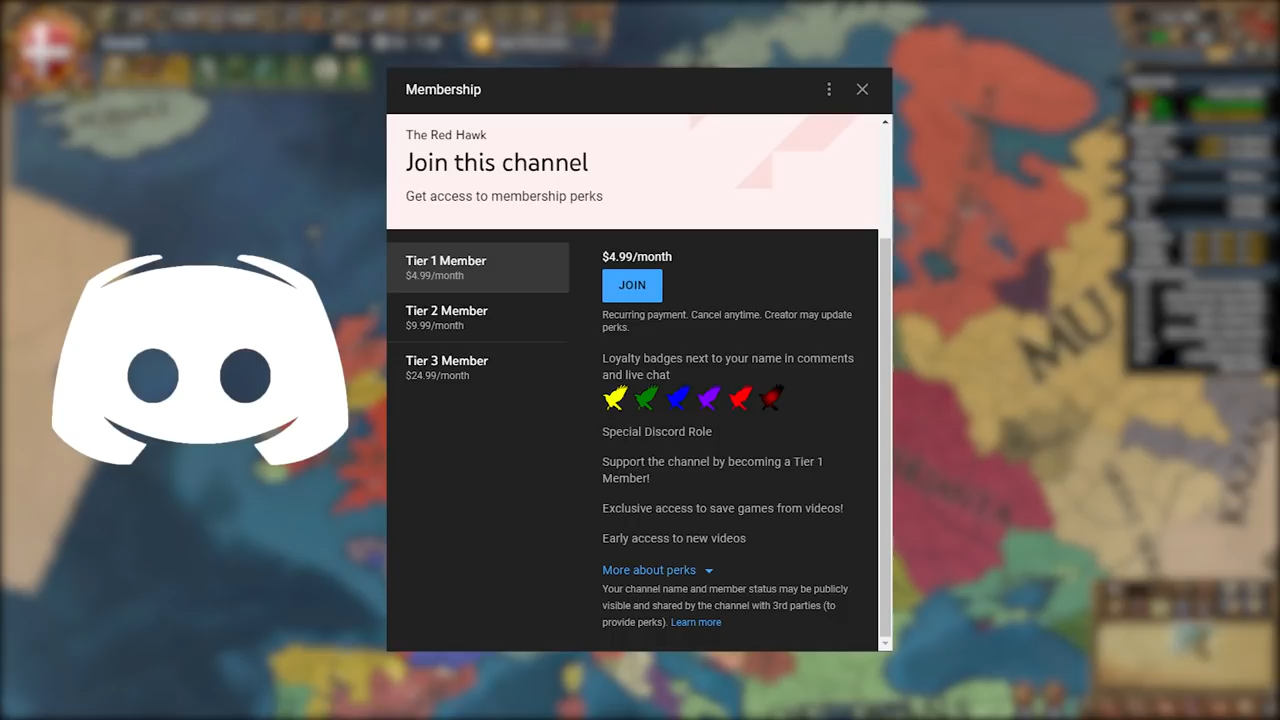 Membership
The Red Hawk
Join this channel
Get access to membership perks
Tier 1 Member
$4.99/month
Tier 2 Member
$9.99/month
Tier 3 Member
$24.99/month
$4.99/month
JOIN
Recurring payment. Cancel anytime. Creator may update
perks.
Loyalty badges next to your name in comments
and live chat
Special Discord Role
Support the channel by becoming a Tier 1
Member!
Exclusive access to save games from videos!
Early access to new videos
More about perks
Your channel name and member status may be publicly
visible and shared by the channel with 3rd parties (to
provide perks). Learn more
MU